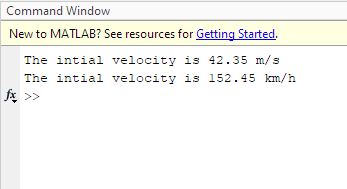 Command Window
New to MATLAB? See resources for Getting Started.
The intial velocity is 42.35 m/s
The intial velocity is 152.45 km/h
fx >>